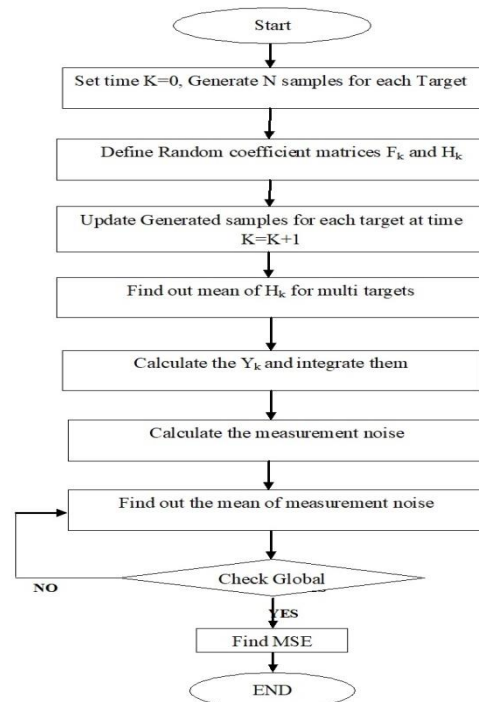 Start
Set time K=0, Generate N samples for each Target
Define Random coefficient matrices Fk and Hk
Update Generated samples for each target at time
K=K+1
Find out mean of Hk for multi targets
Calculate the Yk and integrate them
Calculate the measurement noise
Find out the mean of measurement noise
Check Global
NO
YES
Find MSE
END